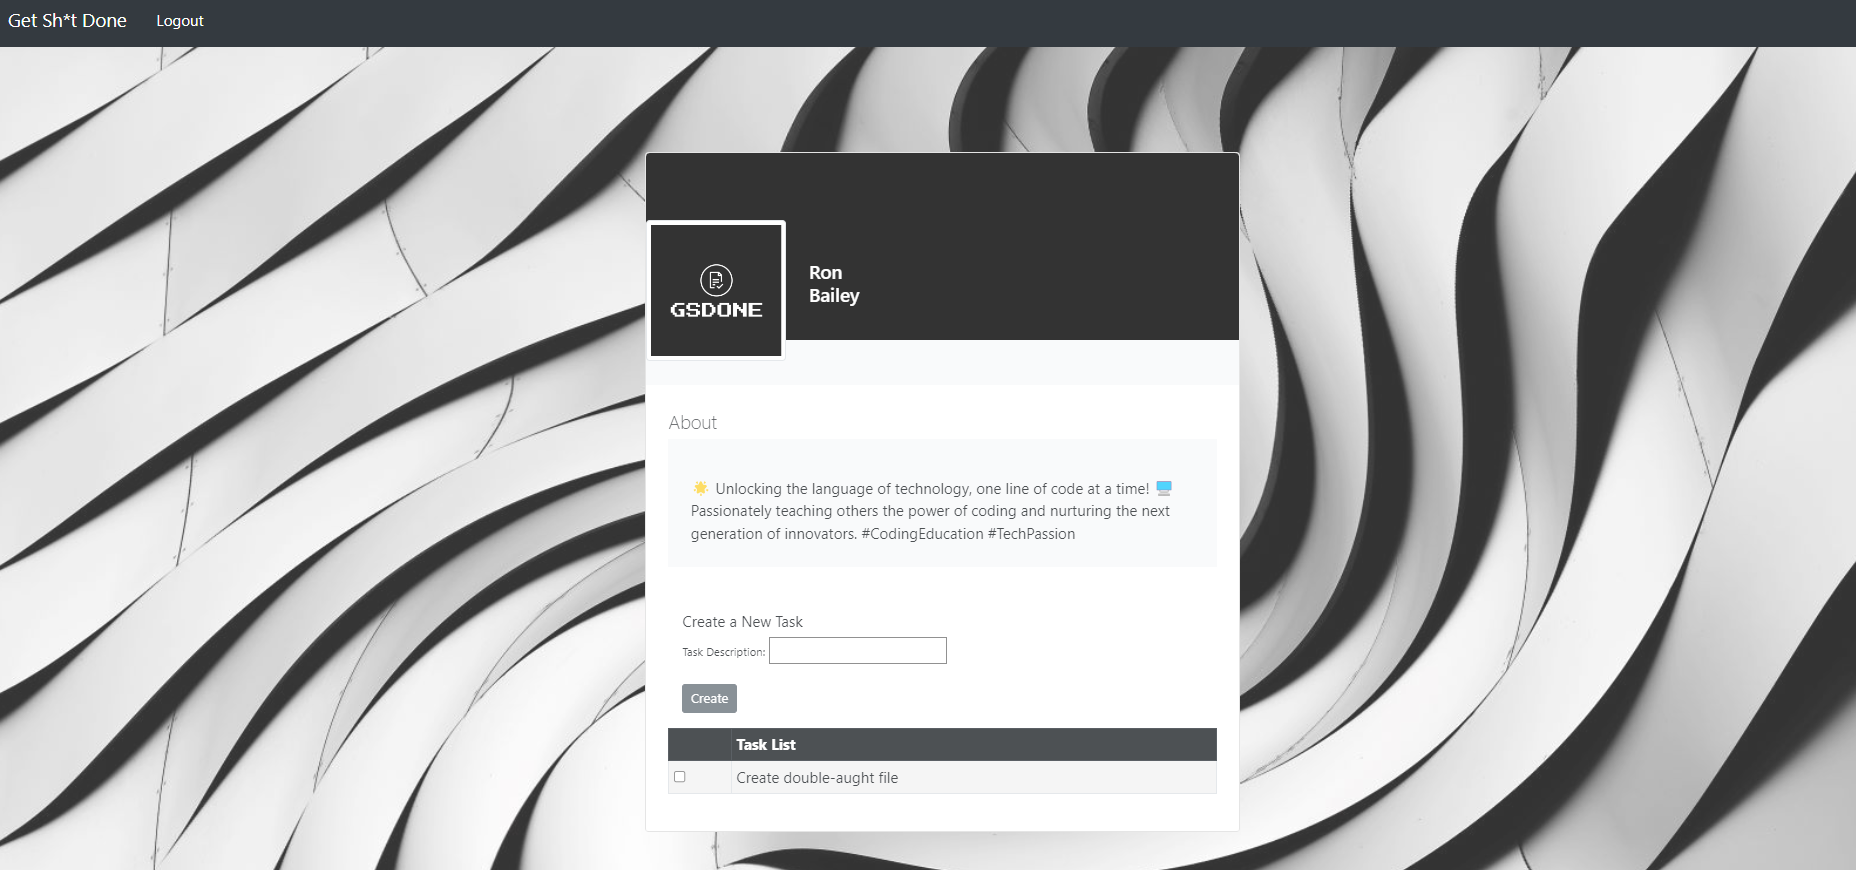 Get Sh*t Done Logout
GSDONE
Ron
Bailey
About
🌟 Unlocking the language of technology, one line of code at a time! 🖥️
Passionately teaching others the power of coding and nurturing the next
generation of innovators. #CodingEducation #TechPassion
Create a New Task
Task Description:
Create
Task List
Create double-aught file